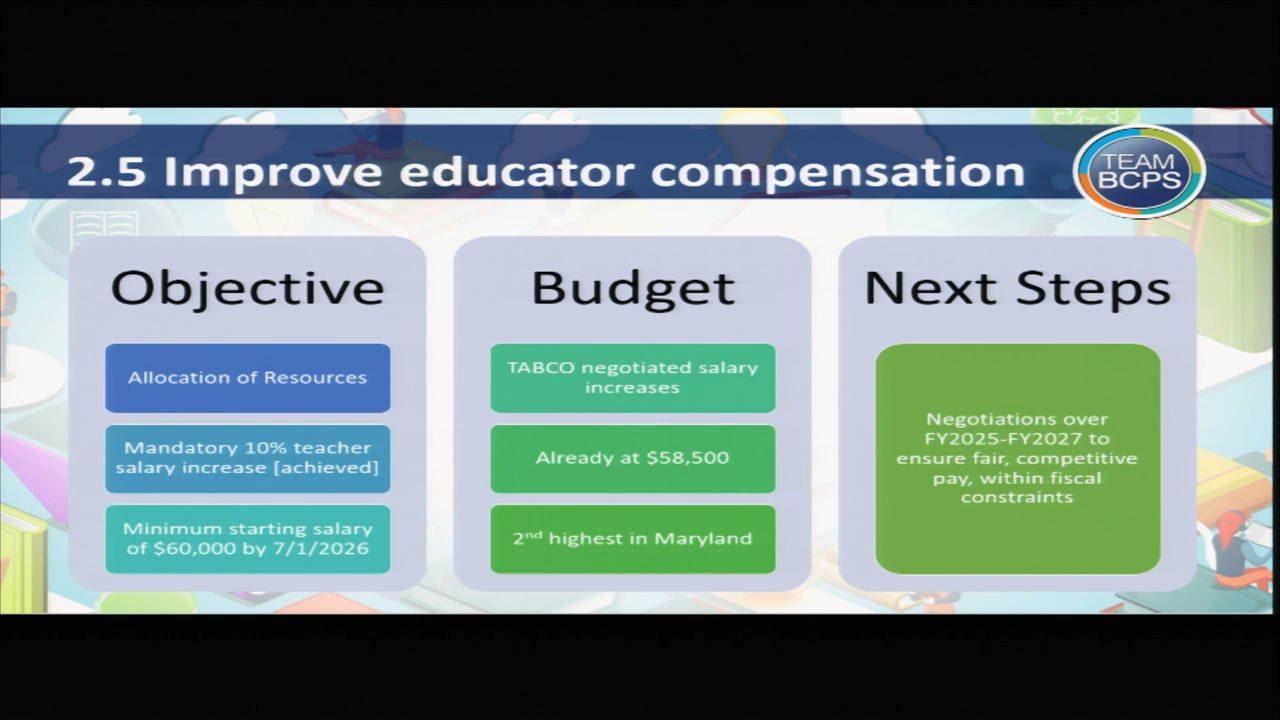 2.5 Improve educator compensation
TEAM
BCPS
Objective
Allocation of Resources
Mandatory 10% teacher
salary increase [achieved]
Minimum starting salary
of $60,000 by 7/1/2026
Budget
TABCO negotiated salary
increases
Already at $58,500
2nd highest in Maryland
Next Steps
Negotiations over
FY2025-FY2027 to
ensure fair, competitive
pay, within fiscal
constraints